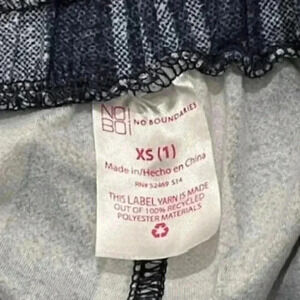 NO
BO NO BOUNDARIES
XS (1)
Made in/Hecho en China
RN# 52469 S14
THIS LABEL YARN IS MADE
OUT OF 100% RECYCLED
POLYESTER MATERIALS